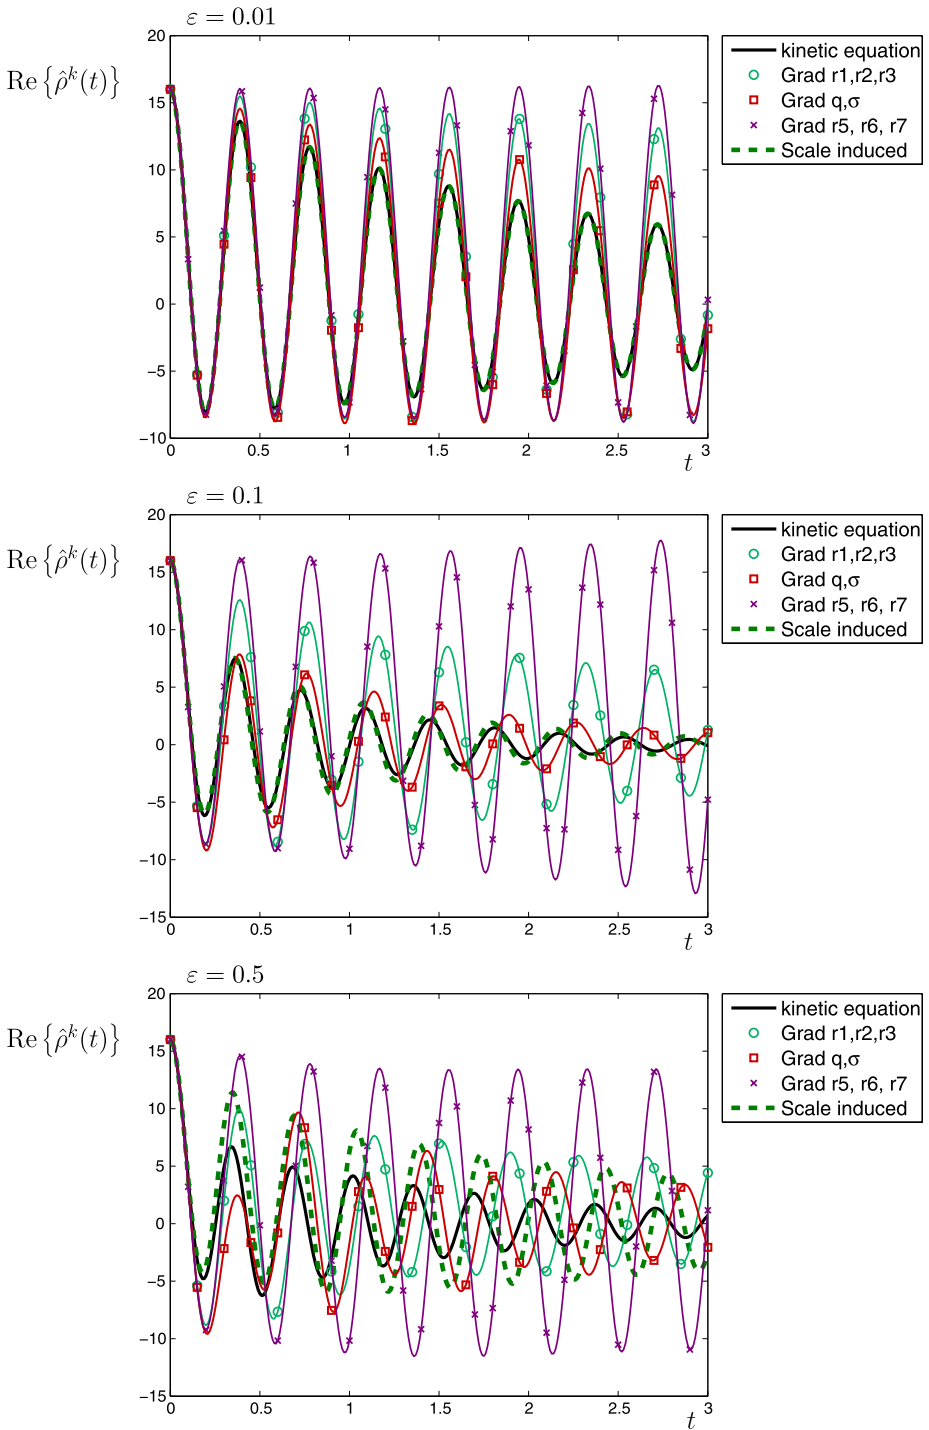 ε = 0.01
Re{ρ̂ᵏ(t)}
20
15
10
5
0
−5
−10
0 0.5 1 1.5 2 2.5 3
t
kinetic equation
Grad r1,r2,r3
Grad q,σ
Grad r5, r6, r7
Scale induced
ε = 0.1
Re{ρ̂ᵏ(t)}
20
15
10
5
0
−5
−10
−15
0 0.5 1 1.5 2 2.5 3
t
kinetic equation
Grad r1,r2,r3
Grad q,σ
Grad r5, r6, r7
Scale induced
ε = 0.5
Re{ρ̂ᵏ(t)}
20
15
10
5
0
−5
−10
−15
0 0.5 1 1.5 2 2.5 3
t
kinetic equation
Grad r1,r2,r3
Grad q,σ
Grad r5, r6, r7
Scale induced